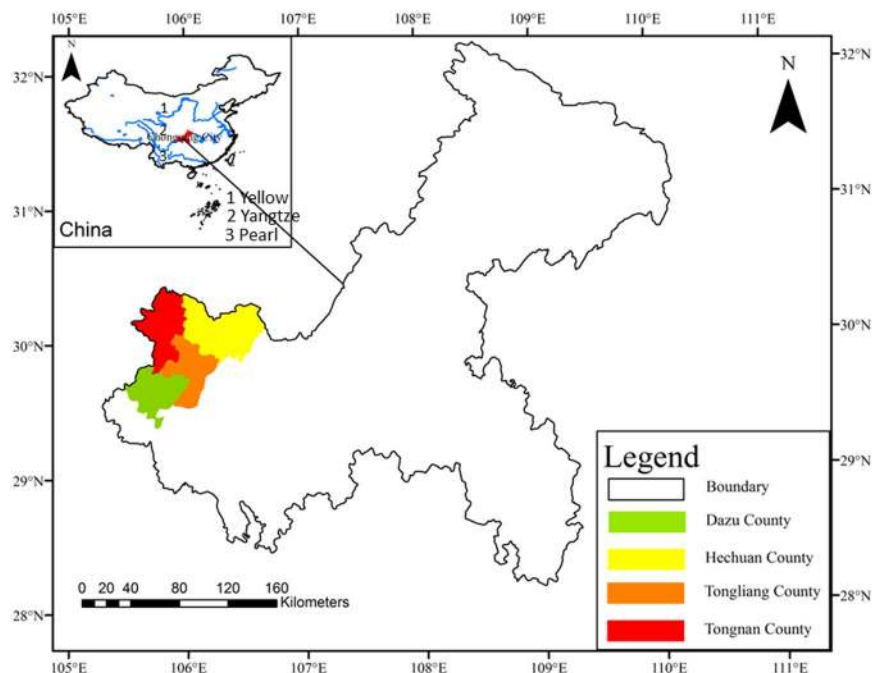 105°E 106°E 107°E 108°E 109°E 110°E 111°E
32°N 32°N
31°N 31°N
30°N 30°N
29°N 29°N
28°N 28°N
N
1
2
3
1 Yellow
2 Yangtze
3 Pearl
China
N
Legend
Boundary
Dazu County
Hechuan County
Tongliang County
Tongnan County
0 20 40 80 120 160
Kilometers
105°E 106°E 107°E 108°E 109°E 110°E 111°E